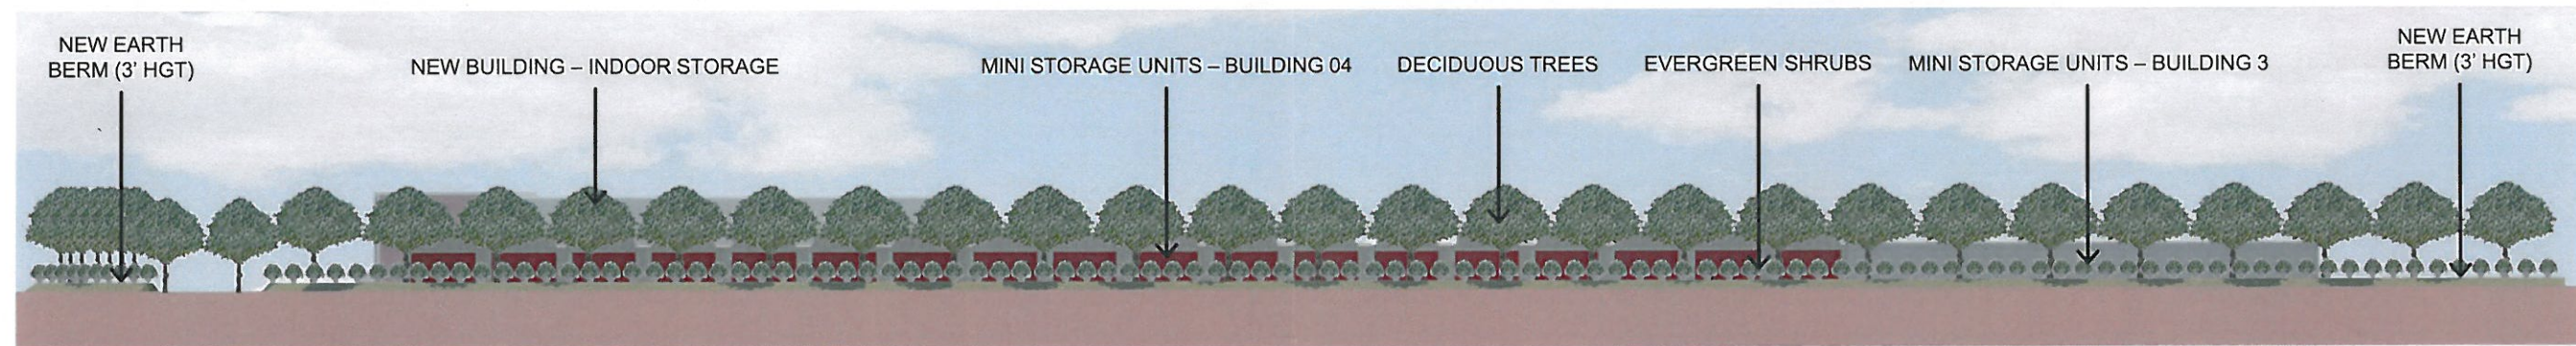 NEW EARTH
BERM (3' HGT)
NEW BUILDING – INDOOR STORAGE
MINI STORAGE UNITS – BUILDING 04
DECIDUOUS TREES
EVERGREEN SHRUBS
MINI STORAGE UNITS – BUILDING 3
NEW EARTH
BERM (3' HGT)